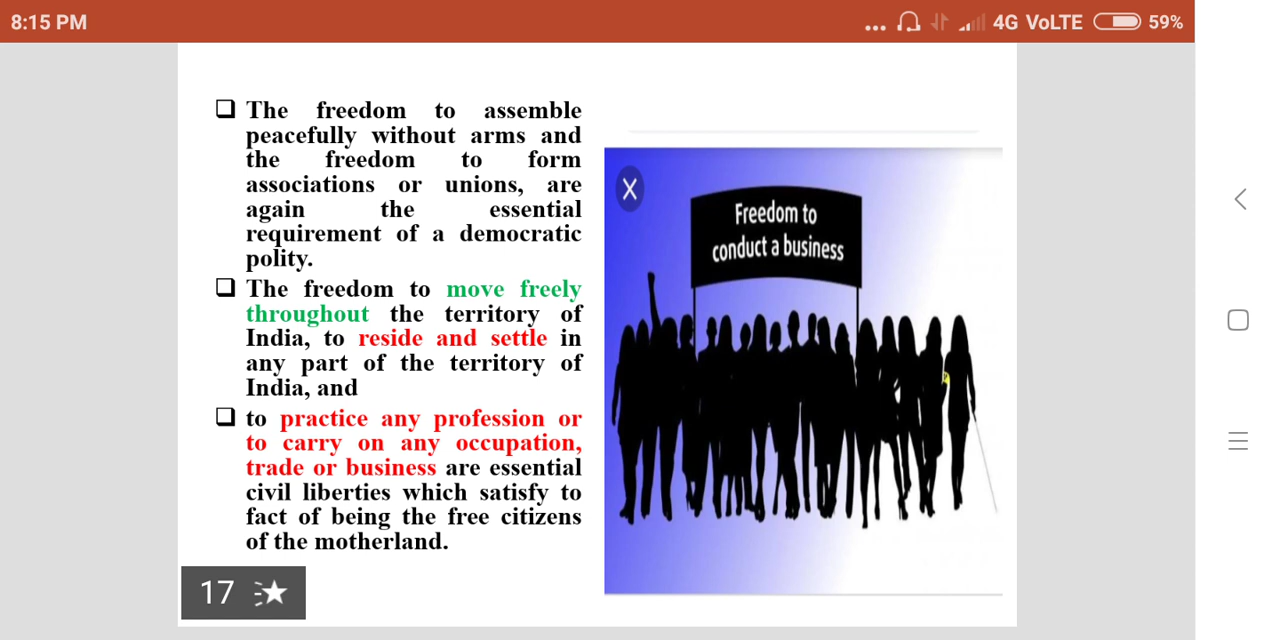 8:15 PM
... 4G VoLTE 59%
❑ The freedom to assemble
peacefully without arms and
the freedom to form
associations or unions, are
again the essential
requirement of a democratic
polity.
❑ The freedom to move freely
throughout the territory of
India, to reside and settle in
any part of the territory of
India, and
❑ to practice any profession or
to carry on any occupation,
trade or business are essential
civil liberties which satisfy to
fact of being the free citizens
of the motherland.
X
Freedom to
conduct a business
17